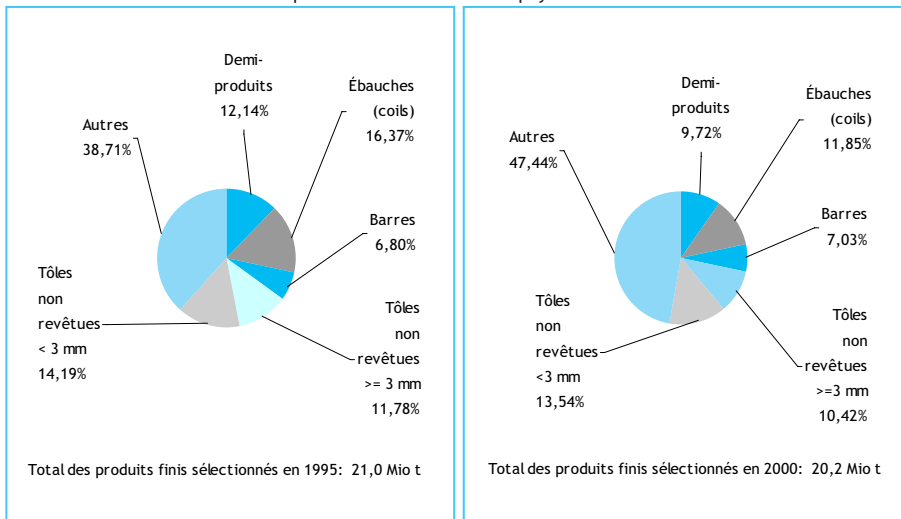 Demi-
produits
12,14%
Ébauches
(coils)
16,37%
Autres
38,71%
Barres
6,80%
Tôles
non
revêtues
< 3 mm
14,19%
Tôles
non
revêtues
>= 3 mm
11,78%
Total des produits finis sélectionnés en 1995: 21,0 Mio t
Demi-
produits
9,72%
Ébauches
(coils)
11,85%
Autres
47,44%
Barres
7,03%
Tôles
non
revêtues
<3 mm
13,54%
Tôles
non
revêtues
>=3 mm
10,42%
Total des produits finis sélectionnés en 2000: 20,2 Mio t